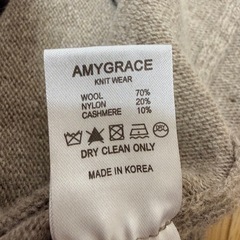 AMYGRACE
KNIT WEAR
WOOL 70%
NYLON 20%
CASHMERE 10%
DRY CLEAN ONLY
MADE IN KOREA